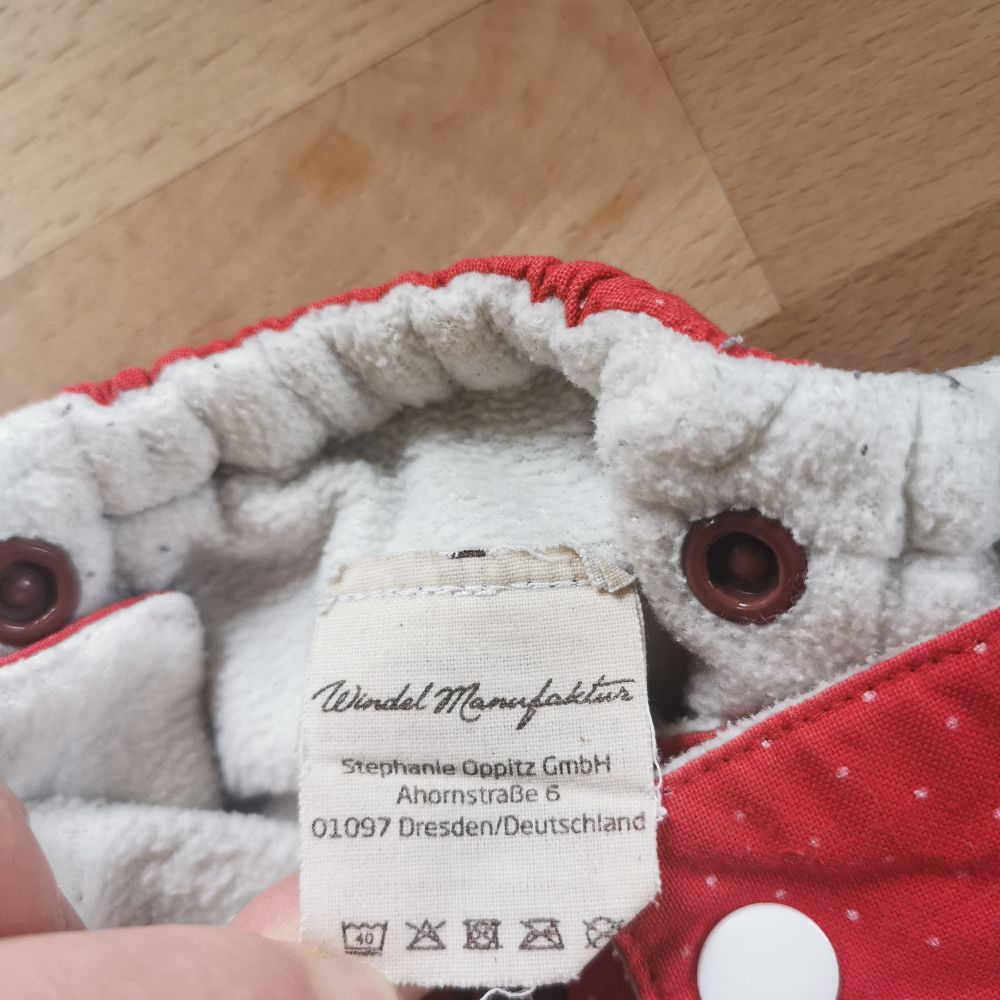 Windel Manufaktur
Stephanie Oppitz GmbH
Ahornstraße 6
01097 Dresden/Deutschland
40